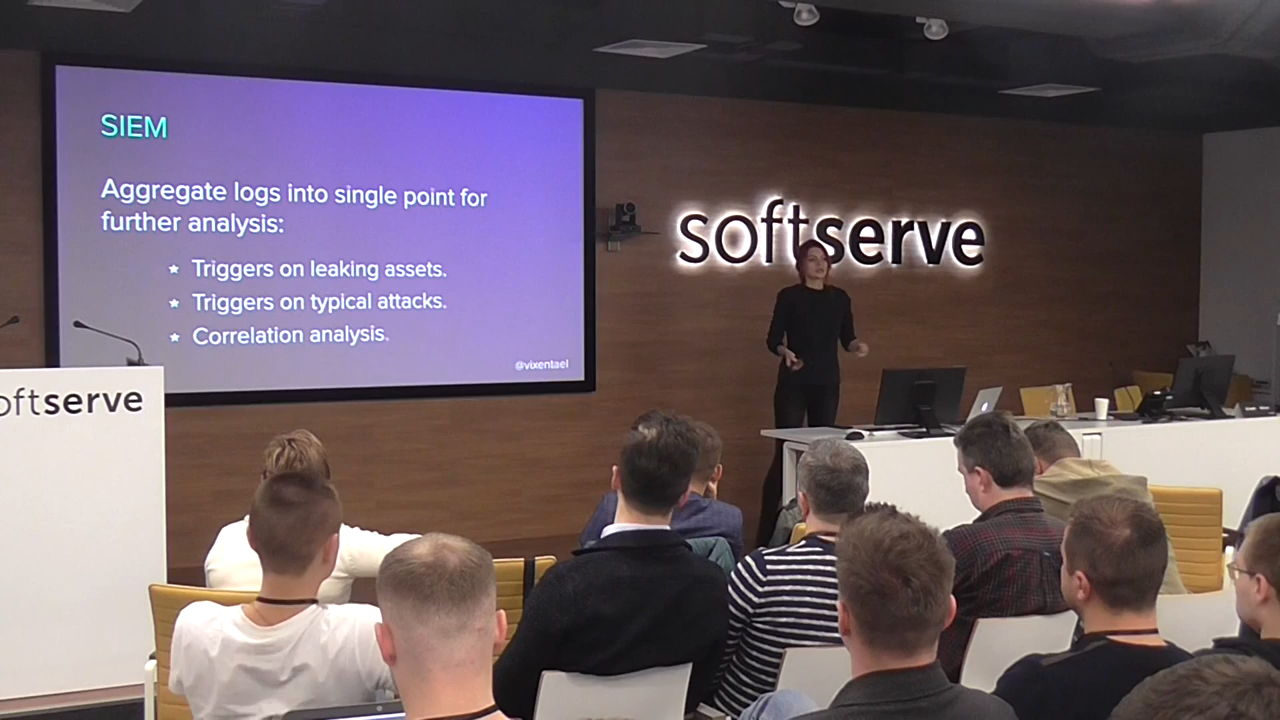 SIEM
Aggregate logs into single point for
further analysis:
★ Triggers on leaking assets.
★ Triggers on typical attacks.
★ Correlation analysis.
@vixentael
softserve
oftserve